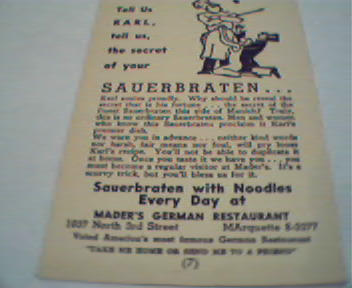 Tell Us
KARL,
tell us,
the secret
of your
SAUERBRATEN...
Karl smiles proudly. Why should he reveal the
secret that is his fortune . . . the secret of the
finest Sauerbraten this side of Munich? Truly,
this is no ordinary Sauerbraten. Men and women
who know this Sauerbraten proclaim it Karl's
premier dish.
We warn you in advance . . . neither kind words
nor harsh, fair means nor foul, will pry loose
Karl's recipe. You'll not be able to duplicate it
at home. Once you taste it we have you . . . you
must become a regular visitor at Mader's. It's a
scurvy trick, but you'll bless us for it.
Sauerbraten with Noodles
Every Day at
MADER'S GERMAN RESTAURANT
1037 North 3rd Street MArquette 8-3377
Voted America's most famous German Restaurant
"TAKE ME HOME OR SEND ME TO A FRIEND"
(7)